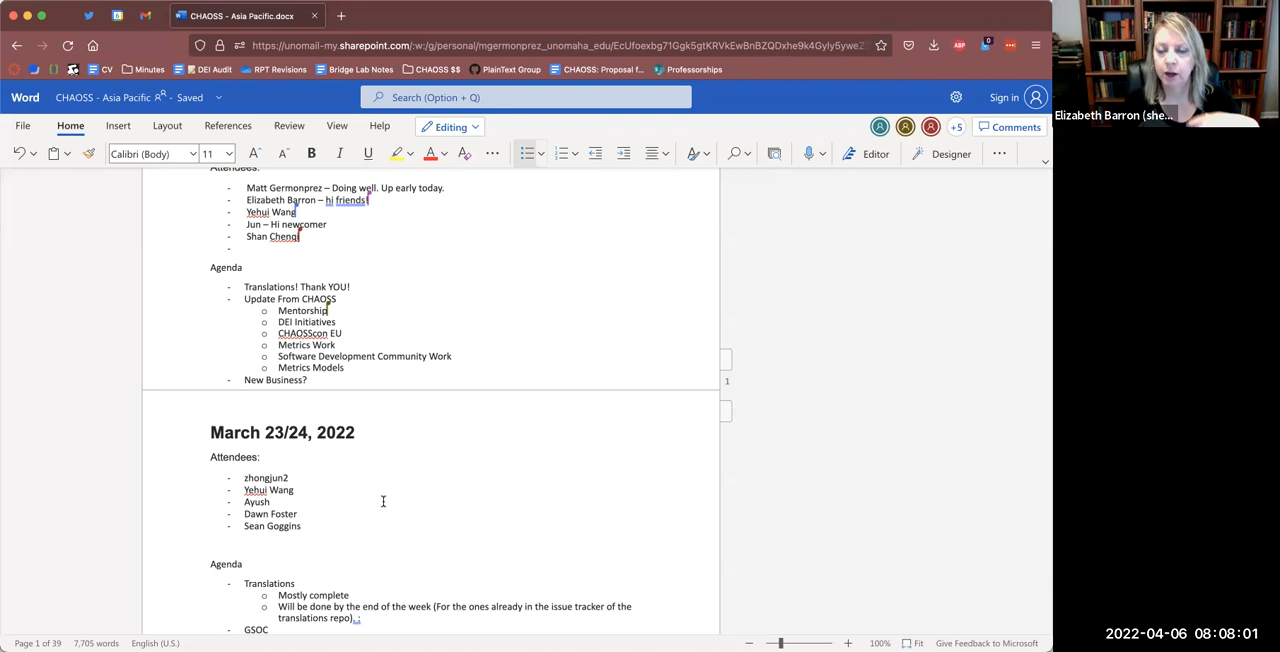 CHAOSS - Asia Pacific.docx
https://unomail-my.sharepoint.com/:w:/g/personal/mgermonprez_unomaha_edu/
CV
Minutes
DEI Audit
RPT Revisions
Bridge Lab Notes
CHAOSS $$
PlainText Group
CHAOSS: Proposal f...
Professorships
Word
CHAOSS - Asia Pacific
- Saved
Search (Option + Q)
Sign in
File
Home
Insert
Layout
References
Review
View
Help
Editing
+5
Comments
Calibri (Body)
11
Editor
Designer
Attendees:
- Matt Germonprez – Doing well. Up early today.
- Elizabeth Barron – hi friends!
- Yehui Wang
- Jun – Hi newcomer
- Shan Chenqi
-
Agenda
- Translations! Thank YOU!
- Update From CHAOSS
o Mentorship
o DEI Initiatives
o CHAOSScon EU
o Metrics Work
o Software Development Community Work
o Metrics Models
- New Business?
1
March 23/24, 2022
Attendees:
- zhongjun2
- Yehui Wang
- Ayush
- Dawn Foster
- Sean Goggins
Agenda
- Translations
o Mostly complete
o Will be done by the end of the week (For the ones already in the issue tracker of the
translations repo). :
- GSOC
Page 1 of 39
7,705 words
English (U.S.)
100%
Fit
Give Feedback to Microsoft
Elizabeth Barron (she...
2022-04-06 08:08:01